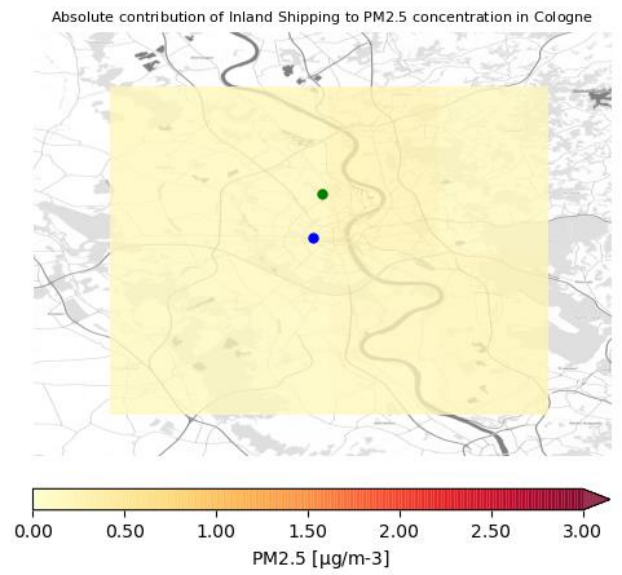 Absolute contribution of Inland Shipping to PM2.5 concentration in Cologne
0.00 0.50 1.00 1.50 2.00 2.50 3.00
PM2.5 [µg/m-3]